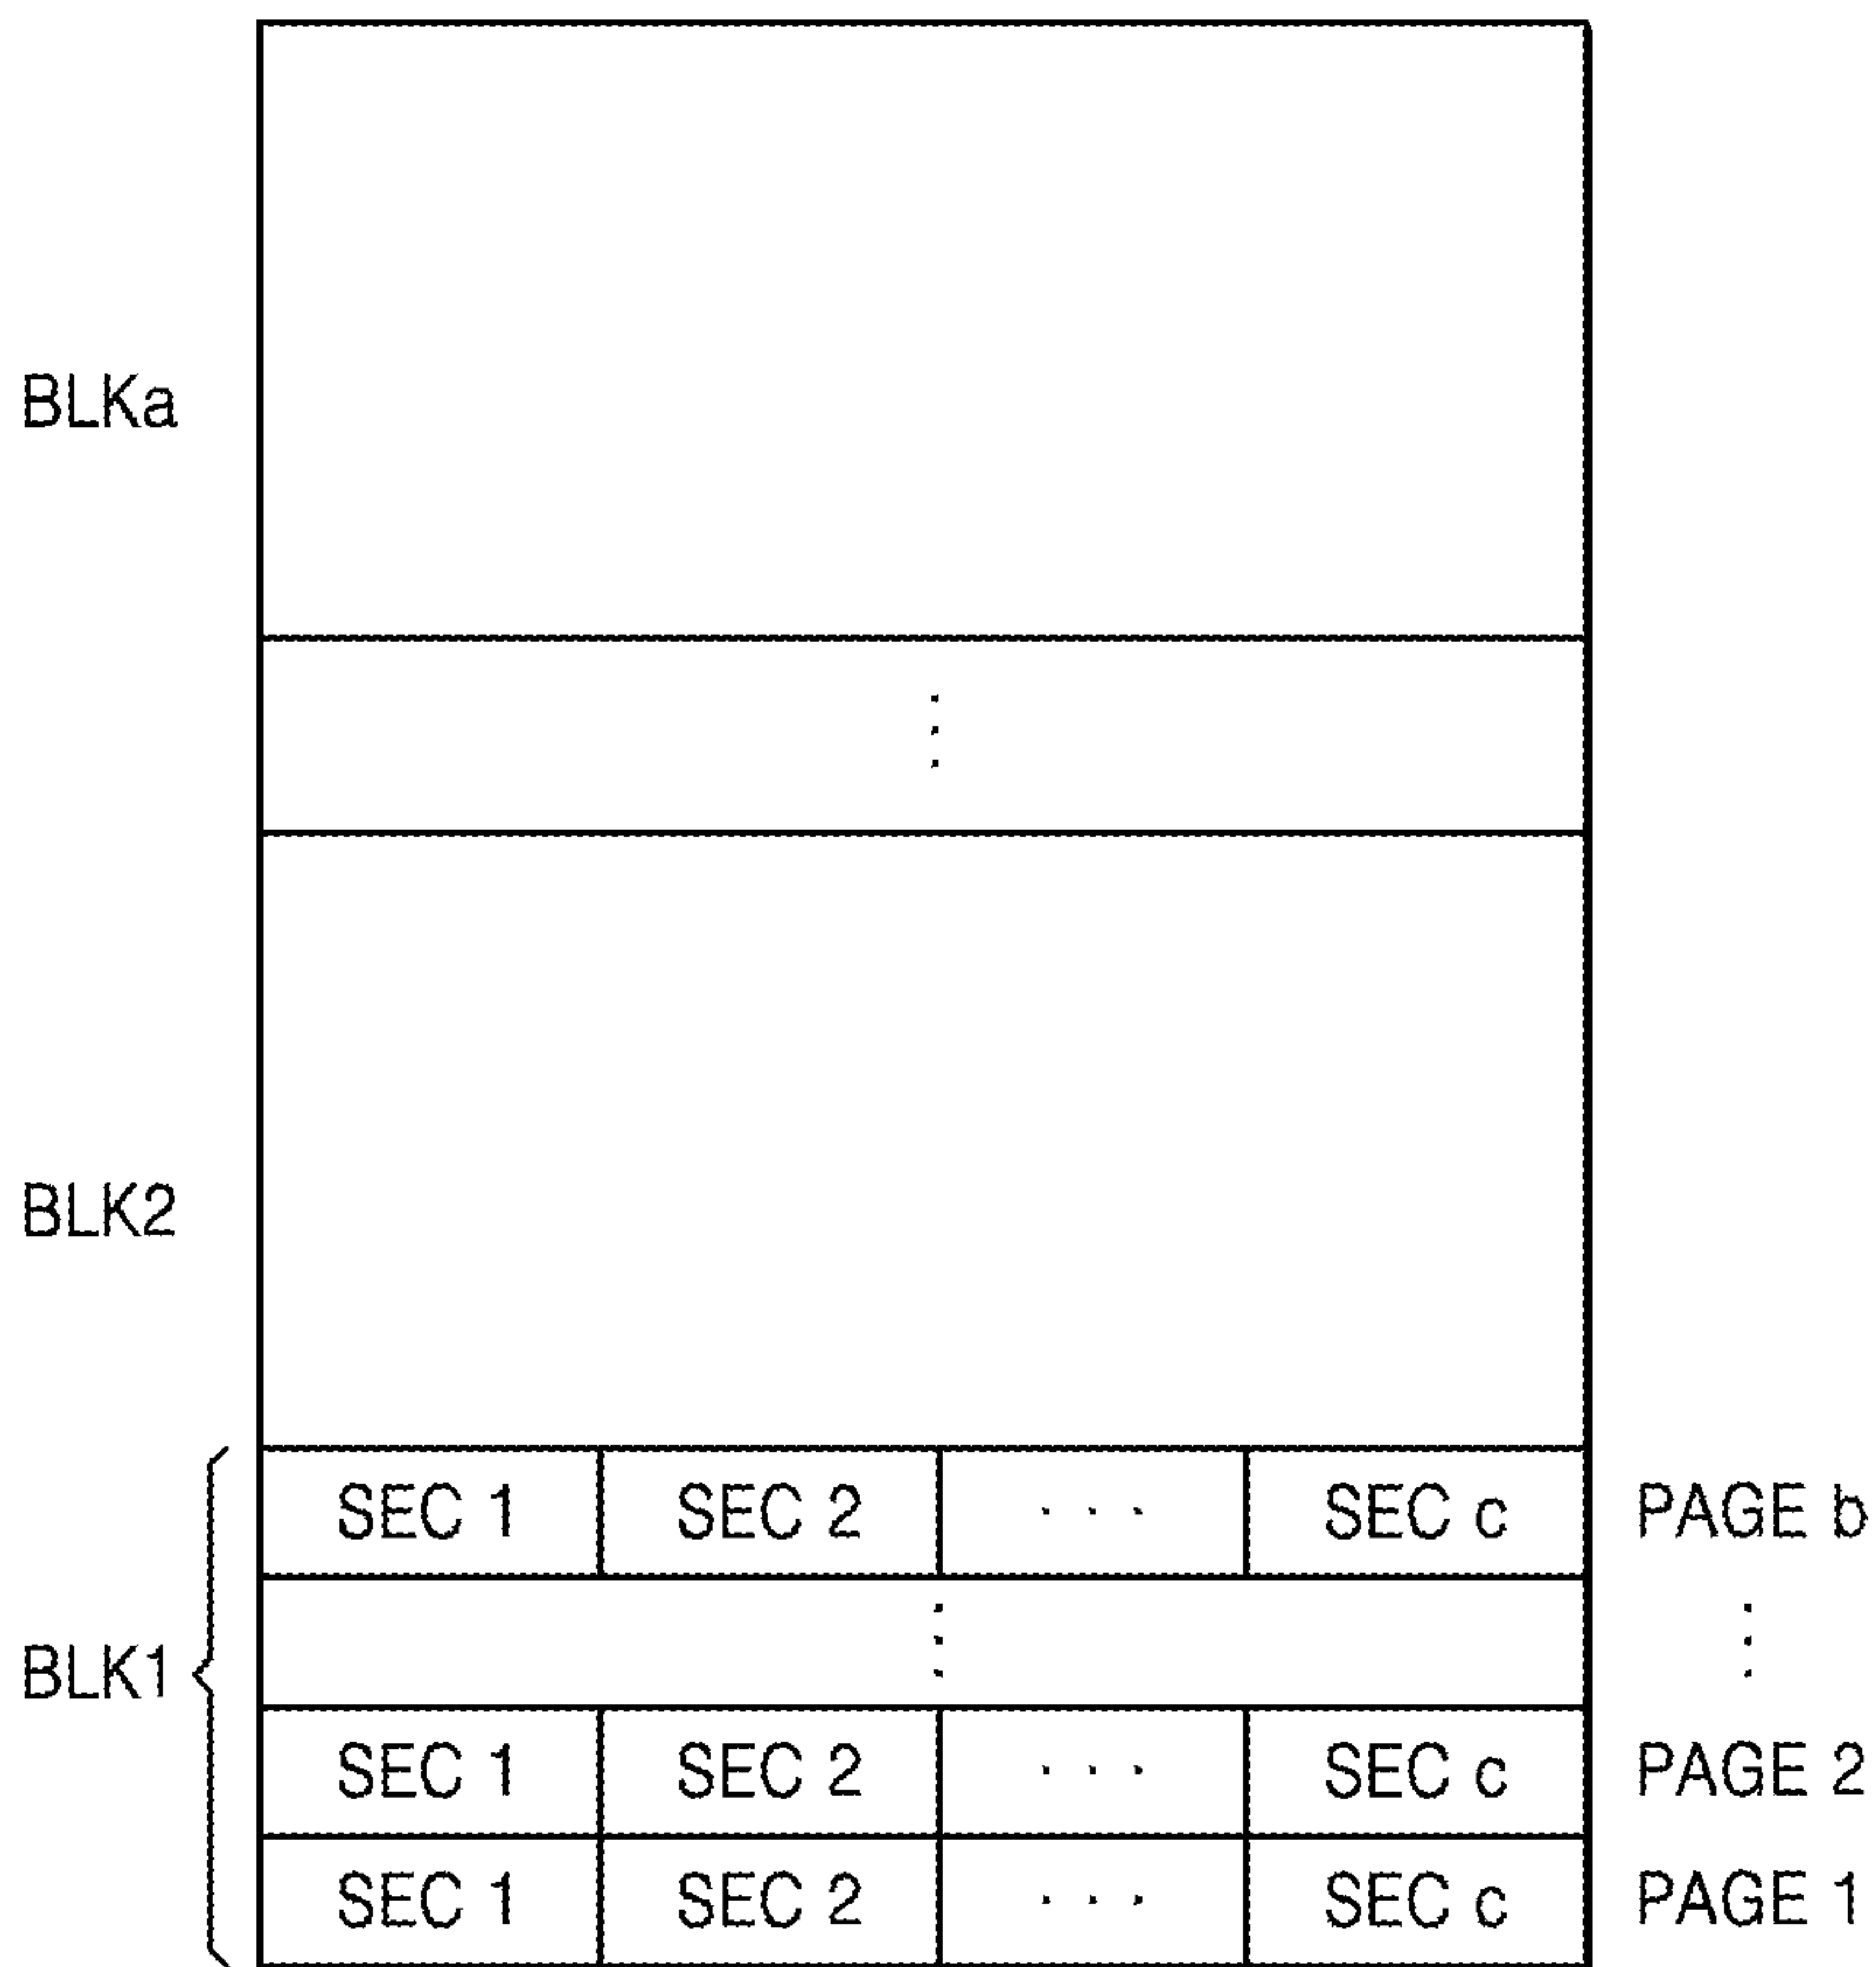 BLKa
⋮
BLK2
SEC 1 SEC 2 ··· SEC c PAGE b
⋮ ⋮
BLK1
SEC 1 SEC 2 ··· SEC c PAGE 2
SEC 1 SEC 2 ··· SEC c PAGE 1